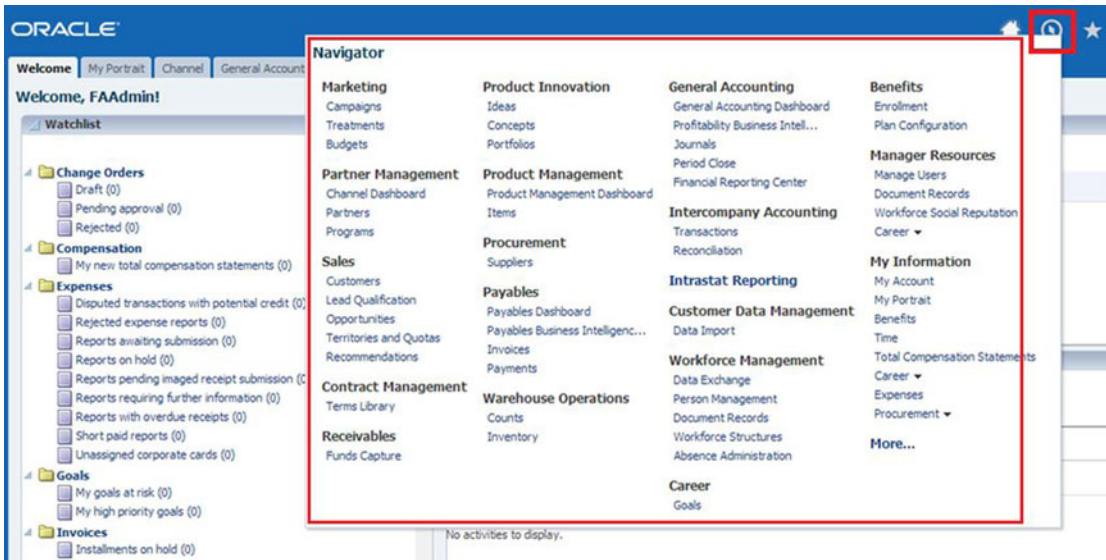 ORACLE
Welcome My Portrait Channel General Account
Welcome, FAAdmin!
Watchlist
Change Orders
Draft (0)
Pending approval (0)
Rejected (0)
Compensation
My new total compensation statements (0)
Expenses
Disputed transactions with potential credit (0)
Rejected expense reports (0)
Reports awaiting submission (0)
Reports on hold (0)
Reports pending imaged receipt submission (0
Reports requiring further information (0)
Reports with overdue receipts (0)
Short paid reports (0)
Unassigned corporate cards (0)
Goals
My goals at risk (0)
My high priority goals (0)
Invoices
Installments on hold (0)
Navigator
Marketing
Campaigns
Treatments
Budgets
Partner Management
Channel Dashboard
Partners
Programs
Sales
Customers
Lead Qualification
Opportunities
Territories and Quotas
Recommendations
Contract Management
Terms Library
Receivables
Funds Capture
Product Innovation
Ideas
Concepts
Portfolios
Product Management
Product Management Dashboard
Items
Procurement
Suppliers
Payables
Payables Dashboard
Payables Business Intelligenc...
Invoices
Payments
Warehouse Operations
Counts
Inventory
General Accounting
General Accounting Dashboard
Profitability Business Intell...
Journals
Period Close
Financial Reporting Center
Intercompany Accounting
Transactions
Reconciliation
Intrastat Reporting
Customer Data Management
Data Import
Workforce Management
Data Exchange
Person Management
Document Records
Workforce Structures
Absence Administration
Career
Goals
Benefits
Enrolment
Plan Configuration
Manager Resources
Manage Users
Document Records
Workforce Social Reputation
Career
My Information
My Account
My Portrait
Benefits
Time
Total Compensation Statements
Career
Expenses
Procurement
More...
No activities to display.